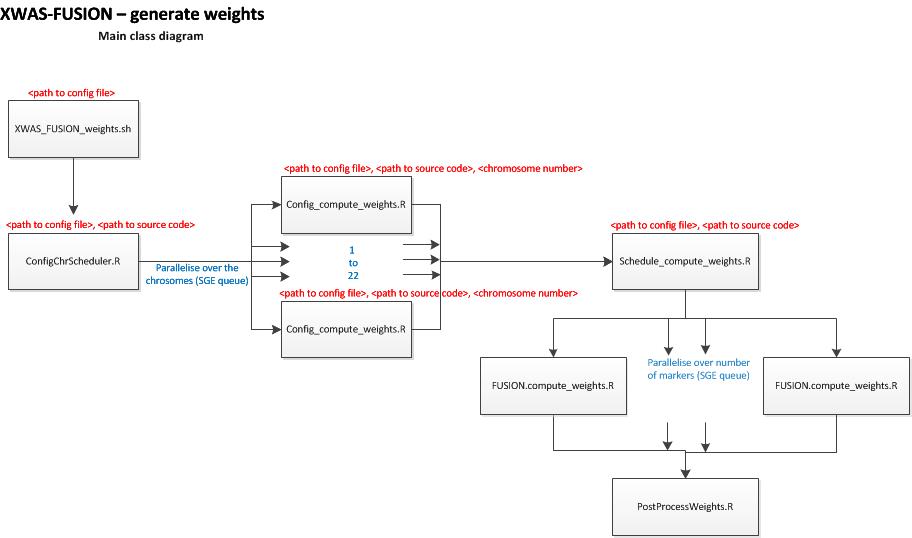 XWAS-FUSION – generate weights
Main class diagram
<path to config file>
XWAS_FUSION_weights.sh
<path to config file>, <path to source code>
ConfigChrScheduler.R
Parallelise over the
chrosomes (SGE queue)
<path to config file>, <path to source code>, <chromosome number>
Config_compute_weights.R
1
to
22
<path to config file>, <path to source code>, <chromosome number>
Config_compute_weights.R
<path to config file>, <path to source code>
Schedule_compute_weights.R
FUSION.compute_weights.R
Parallelise over number
of markers (SGE queue)
FUSION.compute_weights.R
PostProcessWeights.R